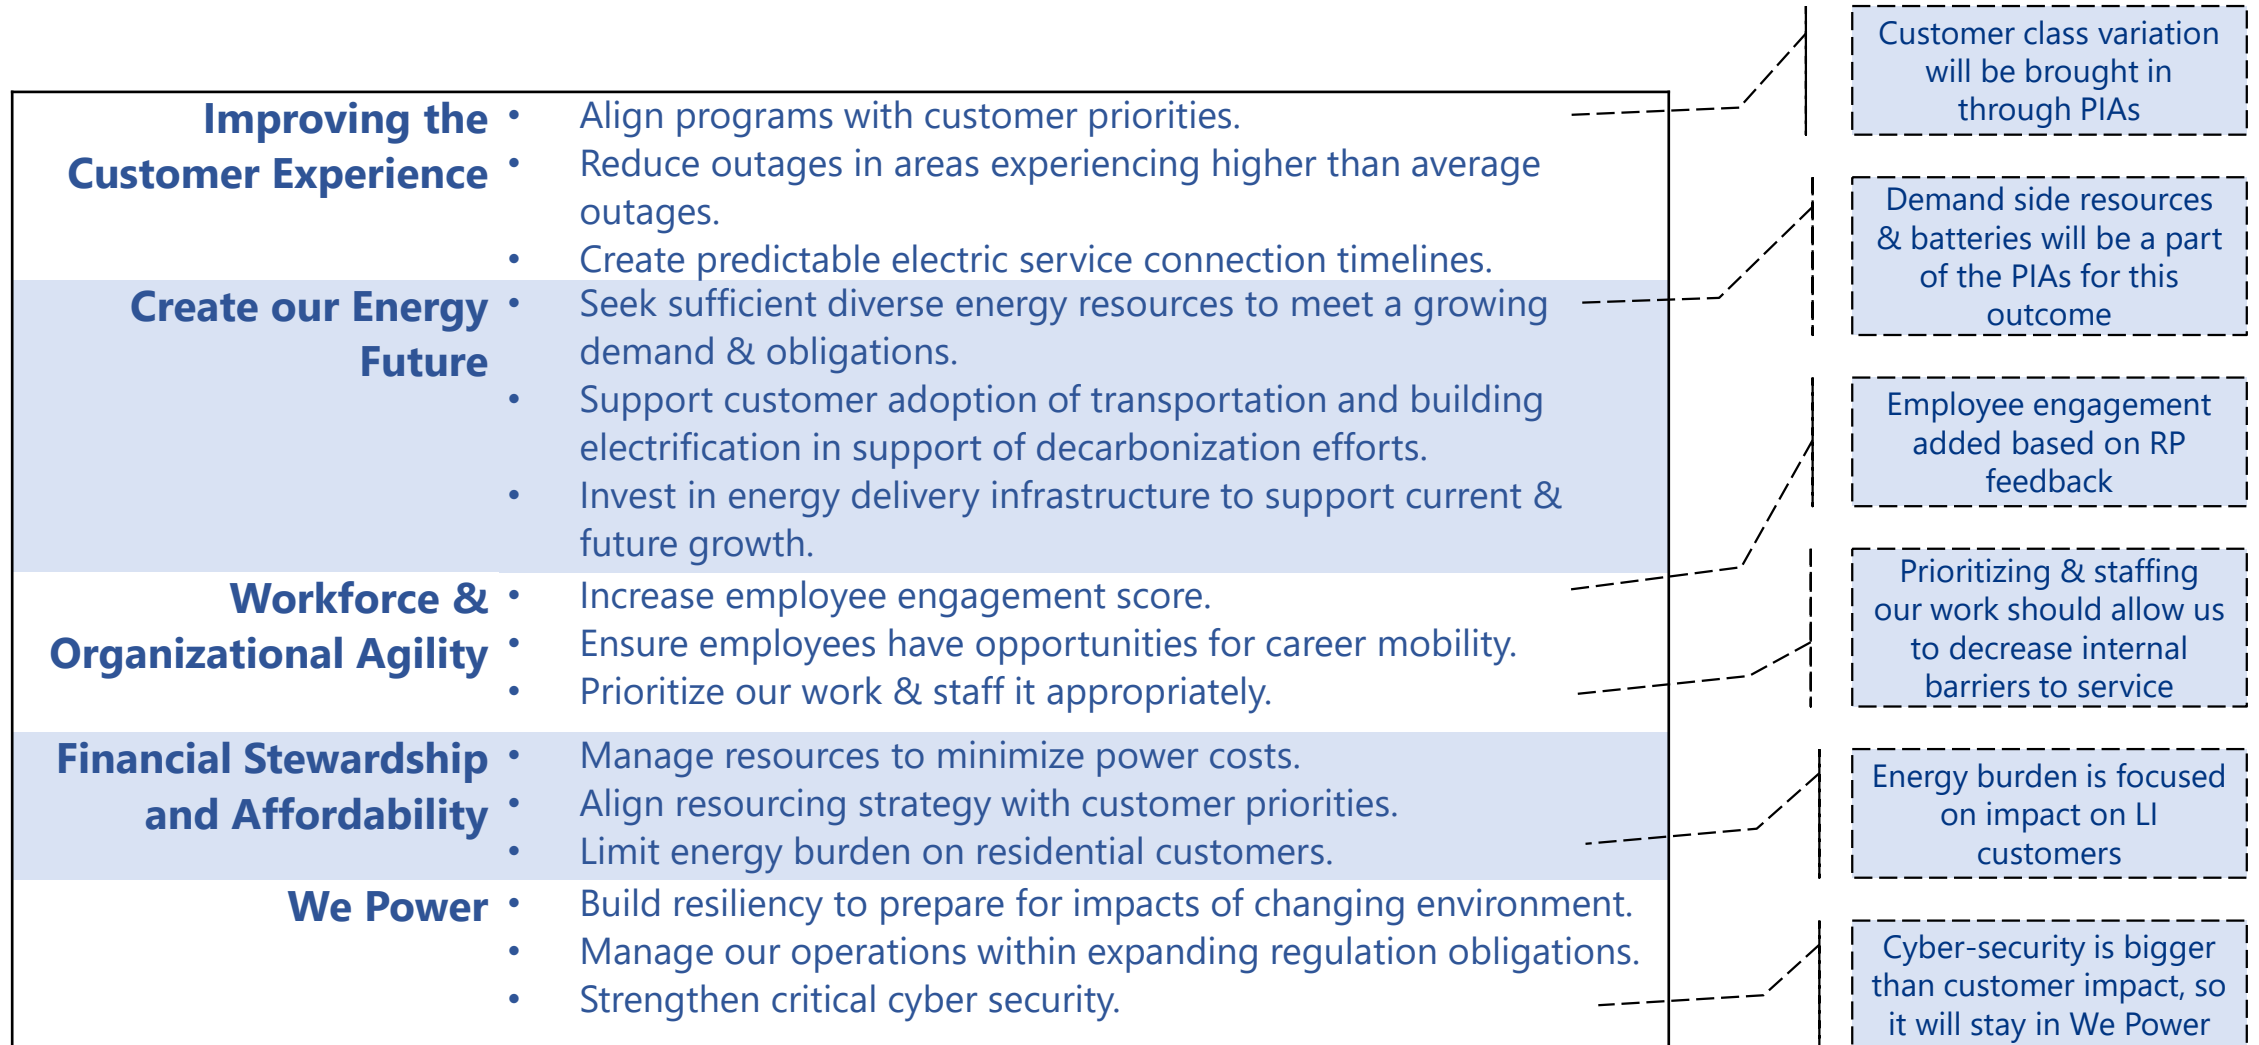 Improving the
Customer Experience
• Align programs with customer priorities.
• Reduce outages in areas experiencing higher than average
outages.
• Create predictable electric service connection timelines.
Customer class variation
will be brought in
through PIAs
Create our Energy
Future
• Seek sufficient diverse energy resources to meet a growing
demand & obligations.
• Support customer adoption of transportation and building
electrification in support of decarbonization efforts.
• Invest in energy delivery infrastructure to support current &
future growth.
Demand side resources
& batteries will be a part
of the PIAs for this
outcome
Workforce &
Organizational Agility
• Increase employee engagement score.
• Ensure employees have opportunities for career mobility.
• Prioritize our work & staff it appropriately.
Employee engagement
added based on RP
feedback
Prioritizing & staffing
our work should allow us
to decrease internal
barriers to service
Financial Stewardship
and Affordability
• Manage resources to minimize power costs.
• Align resourcing strategy with customer priorities.
• Limit energy burden on residential customers.
Energy burden is focused
on impact on LI
customers
We Power
• Build resiliency to prepare for impacts of changing environment.
• Manage our operations within expanding regulation obligations.
• Strengthen critical cyber security.
Cyber-security is bigger
than customer impact, so
it will stay in We Power